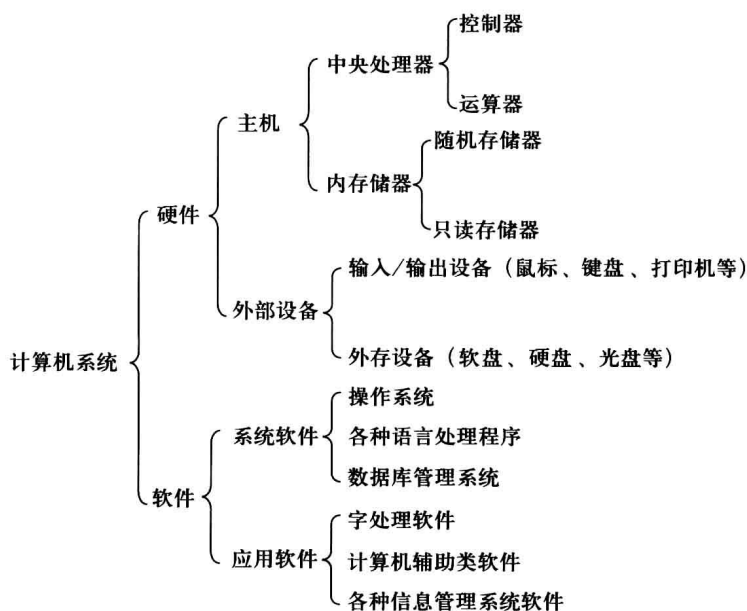 控制器
中央处理器
运算器
主机
随机存储器
内存储器
硬件
只读存储器
输入/输出设备（鼠标、键盘、打印机等）
外部设备
外存设备（软盘、硬盘、光盘等）
计算机系统
操作系统
系统软件
各种语言处理程序
数据库管理系统
软件
字处理软件
应用软件
计算机辅助类软件
各种信息管理系统软件